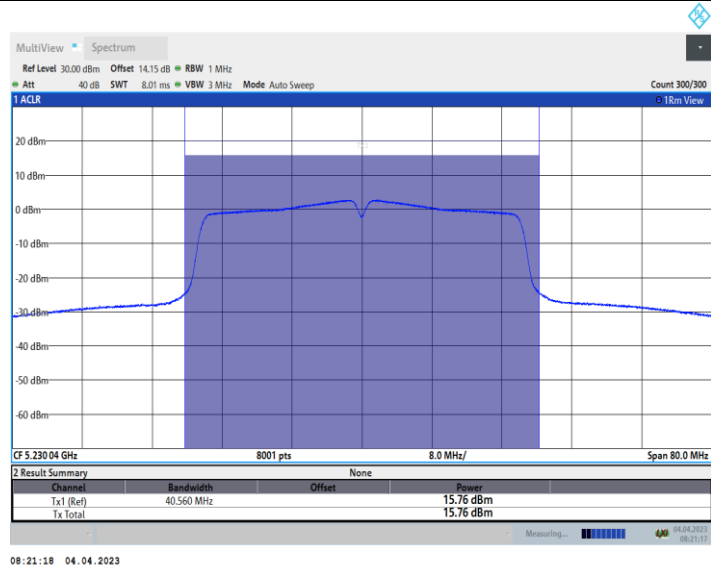 R&S
MultiView Spectrum
Ref Level 30.00 dBm Offset 14.15 dB RBW 1 MHz
Att 40 dB SWT 8.01 ms VBW 3 MHz Mode Auto Sweep Count 300/300
1 ACLR 1Rm View
20 dBm
10 dBm
0 dBm
-10 dBm
-20 dBm
-30 dBm
-40 dBm
-50 dBm
-60 dBm
CF 5.230 04 GHz 8001 pts 8.0 MHz/ Span 80.0 MHz
2 Result Summary None
Channel Bandwidth Offset Power
Tx1 (Ref) 40.560 MHz 15.76 dBm
Tx Total 15.76 dBm
Measuring... 04.04.2023
08:21:17
08:21:18 04.04.2023